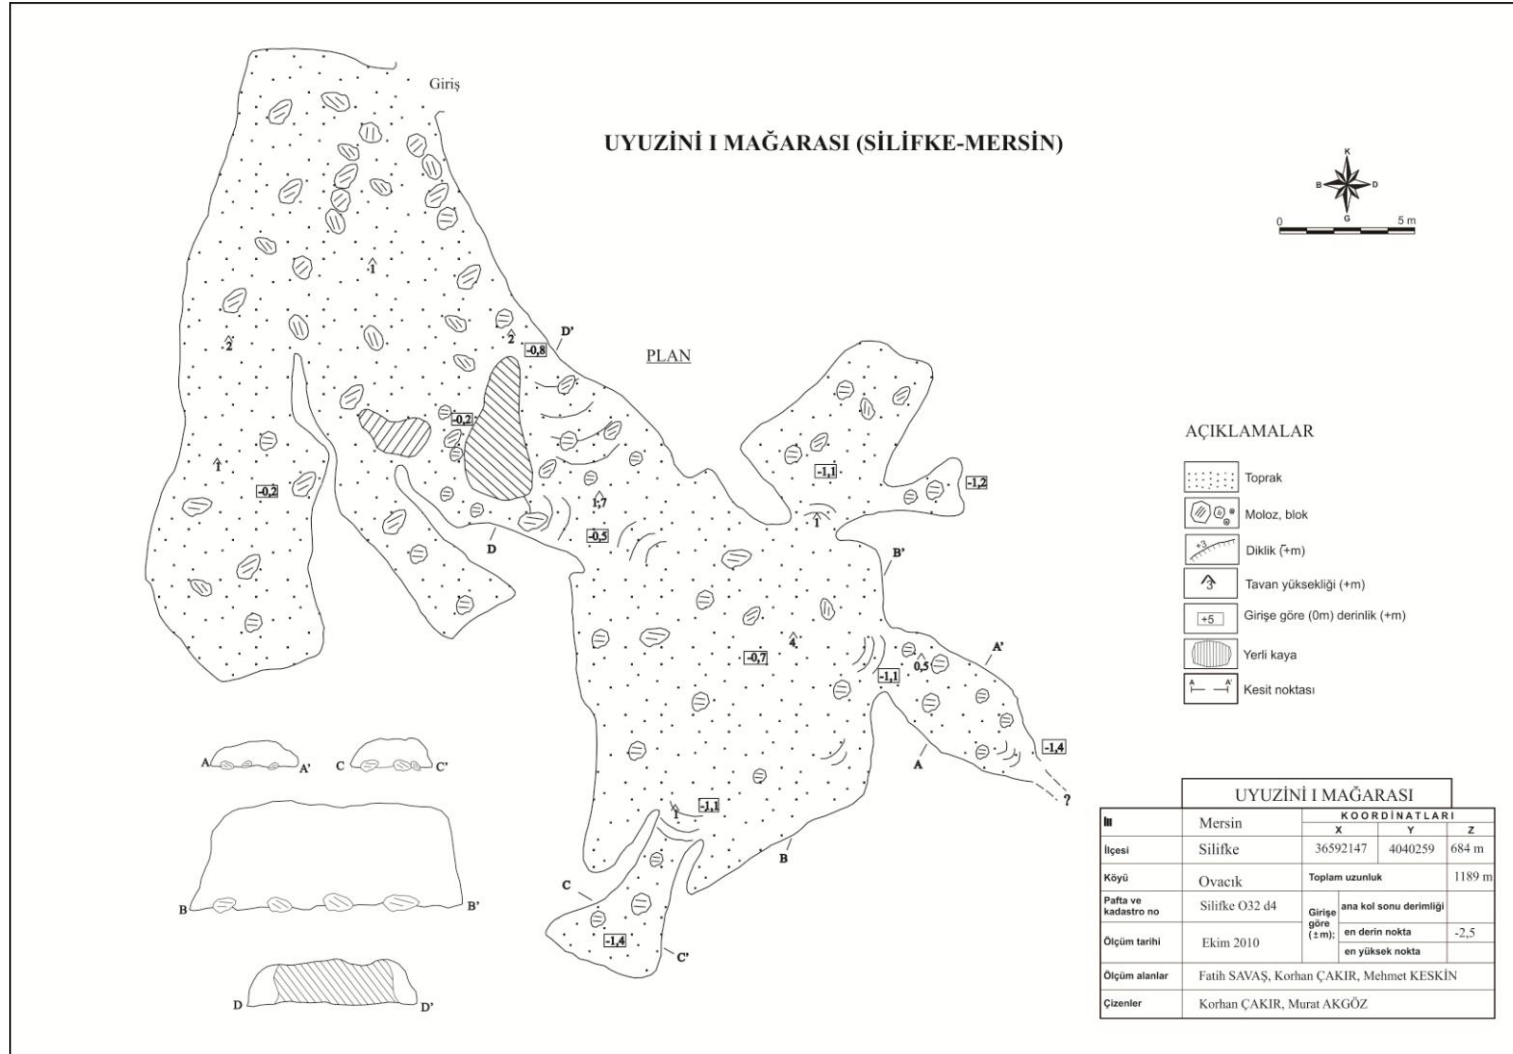 Giriş
UYUZİNİ I MAĞARASI (SİLİFKE-MERSİN)
K
B D
G
0 5 m
1
2
2
D'
-0,8
PLAN
-0,2
1
-0,2
1,7
-0,5
D
-1,1
-1,2
1
B'
4
-0,7
A'
0,5
-1,1
A
-1,4
?
1
-1,1
B
C
-1,4
C'
A A' C C'
B B'
D D'
AÇIKLAMALAR
Toprak
Moloz, blok
+3 Diklik (∓m)
3 Tavan yüksekliği (+m)
+5 Girişe göre (0m) derinlik (+m)
Yerli kaya
A A' Kesit noktası
UYUZİNİ I MAĞARASI
Mersin KOORDİNATLARI
X Y Z
İlçesi Silifke 36592147 4040259 684 m
Köyü Ovacık Toplam uzunluk 1189 m
Pafta ve kadastro no Silifke O32 d4 Girişe göre (±m); ana kol sonu derimliği
Ölçüm tarihi Ekim 2010 en derin nokta -2,5
en yüksek nokta
Ölçüm alanlar Fatih SAVAŞ, Korhan ÇAKIR, Mehmet KESKİN
Çizenler Korhan ÇAKIR, Murat AKGÖZ